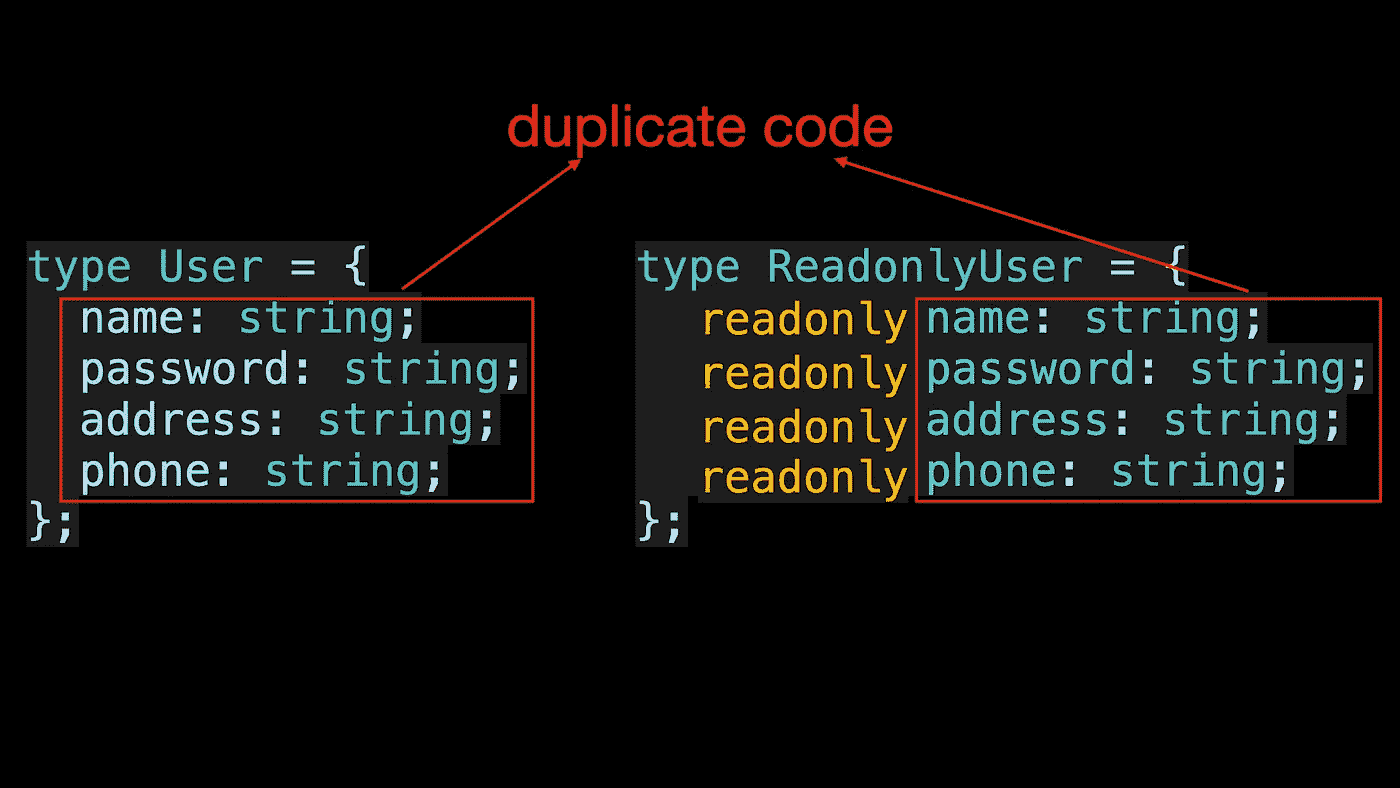 duplicate code
type User = {
name: string;
password: string;
address: string;
phone: string;
};
type ReadonlyUser = {
readonly name: string;
readonly password: string;
readonly address: string;
readonly phone: string;
};